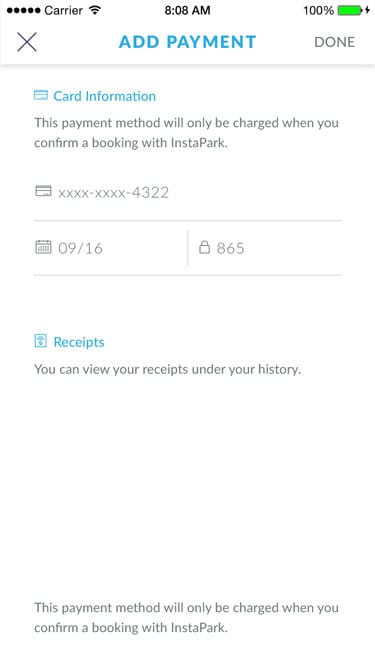 Carrier 8:08 AM 100%
ADD PAYMENT DONE
Card Information
This payment method will only be charged when you
confirm a booking with InstaPark.
xxxx-xxxx-4322
09/16 865
Receipts
You can view your receipts under your history.
This payment method will only be charged when you
confirm a booking with InstaPark.